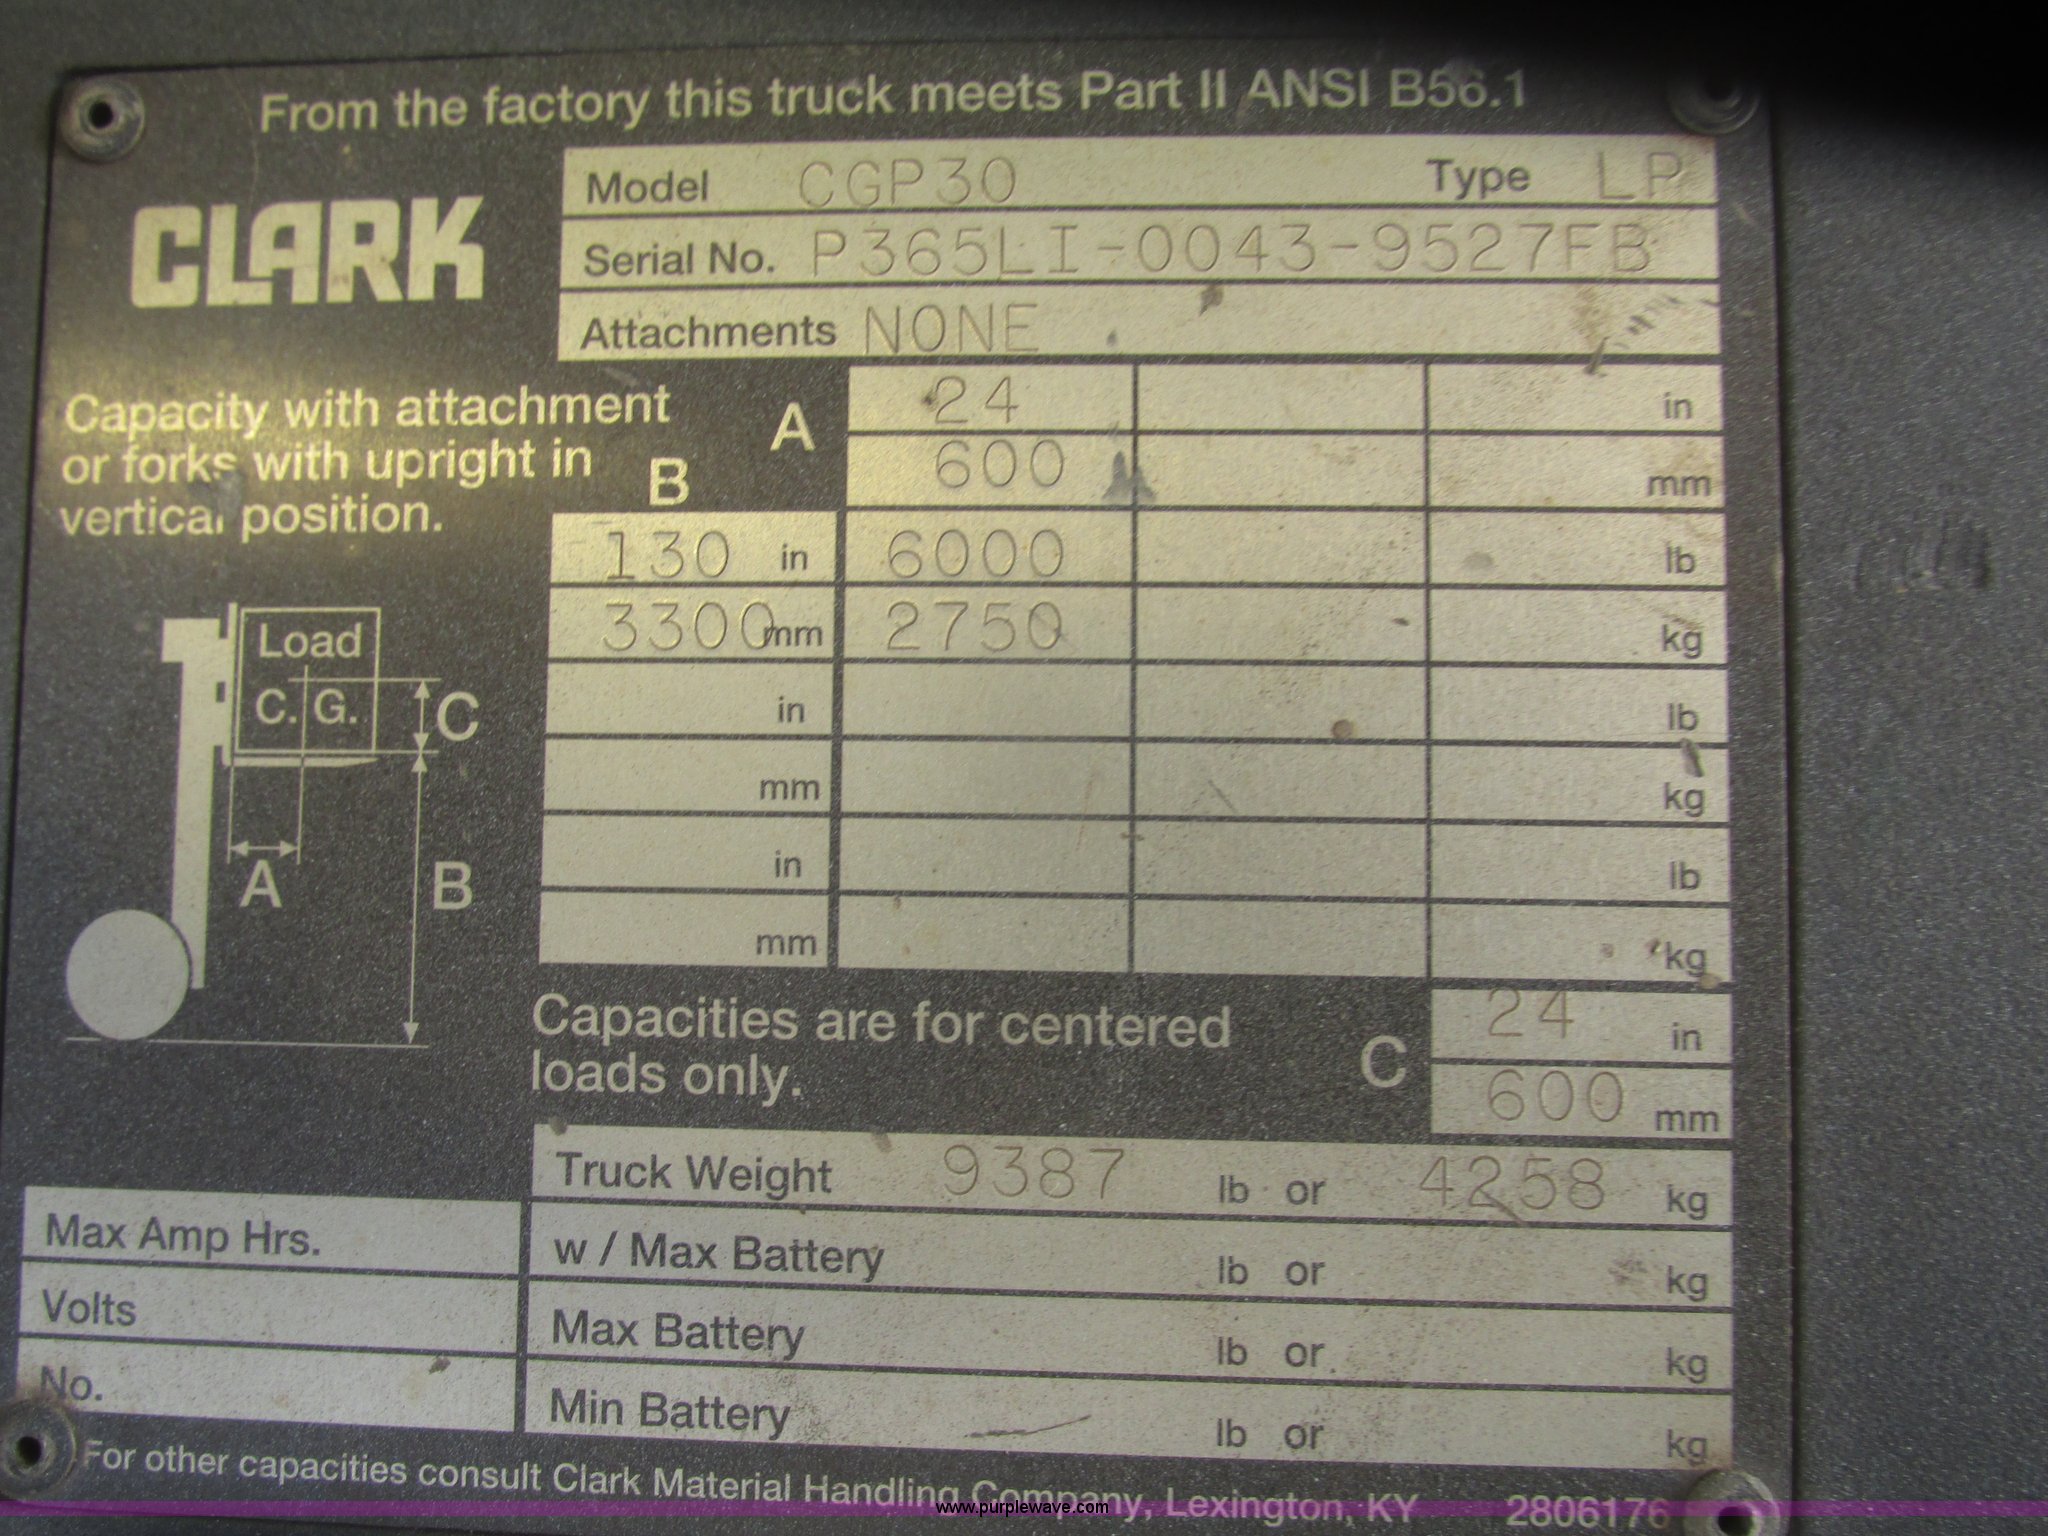 From the factory this truck meets Part II ANSI B56.1
CLARK
Model CGP30 Type LP
Serial No. P365LI-0043-9527FB
Attachments NONE
Capacity with attachment
or forks with upright in
vertical position.
B
A
24 in
600 mm
130 in 6000 lb
3300 mm 2750 kg
in lb
mm kg
in lb
mm kg
Load
C. G.
C
A
B
Capacities are for centered
loads only.
C
24 in
600 mm
Truck Weight 9387 lb or 4258 kg
w / Max Battery lb or kg
Max Battery lb or kg
Min Battery lb or kg
Max Amp Hrs.
Volts
No.
For other capacities consult Clark Material Handling Company, Lexington, KY 2806176
www.purplewave.com